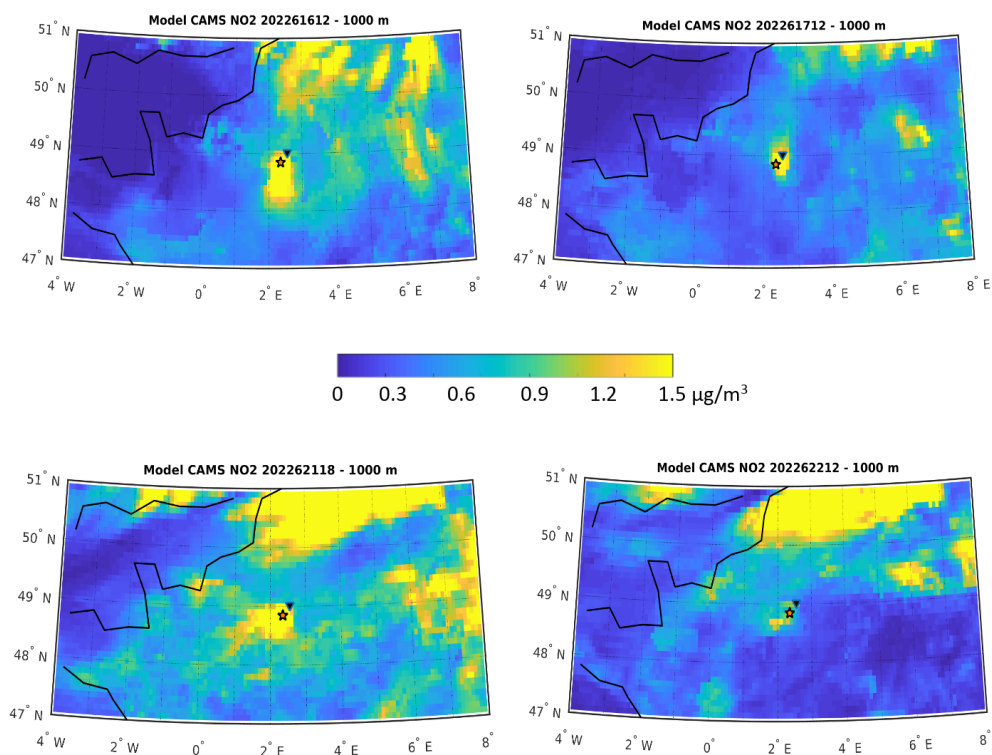 Model CAMS NO2 202261612 - 1000 m
51° N
50° N
49° N
48° N
47° N
4° W
2° W
0°
2° E
4° E
6° E
8°
Model CAMS NO2 202261712 - 1000 m
51° N
50° N
49° N
48° N
47° N
4° W
2° W
0°
2° E
4° E
6° E
8° E
0 0.3 0.6 0.9 1.2 1.5 µg/m³
Model CAMS NO2 202262118 - 1000 m
51° N
50° N
49° N
48° N
47° N
4° W
2° W
0°
2° E
4° E
6° E
8°
Model CAMS NO2 202262212 - 1000 m
51° N
50° N
49° N
48° N
47° N
4° W
2° W
0°
2° E
4° E
6° E
8°